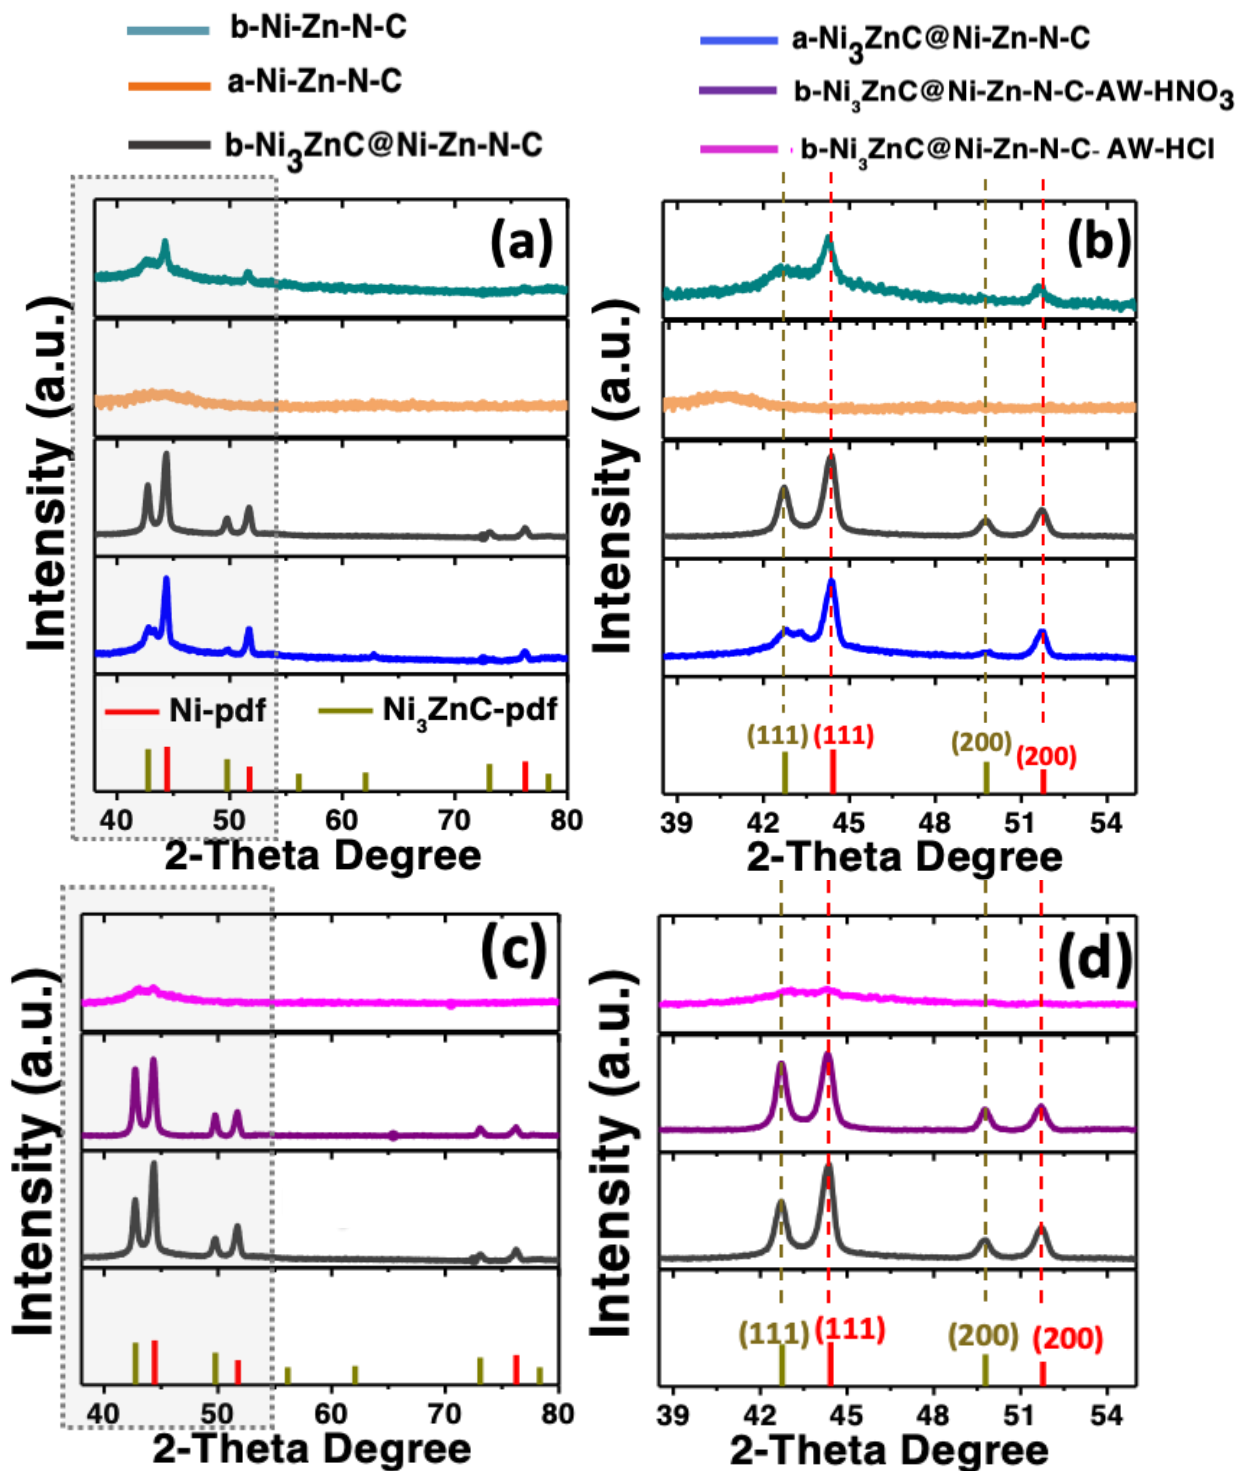 b-Ni-Zn-N-C
a-Ni-Zn-N-C
b-Ni3ZnC@Ni-Zn-N-C
a-Ni3ZnC@Ni-Zn-N-C
b-Ni3ZnC@Ni-Zn-N-C-AW-HNO3
b-Ni3ZnC@Ni-Zn-N-C- AW-HCl
(a)
Intensity (a.u.)
Ni-pdf
Ni3ZnC-pdf
40 50 60 70 80
2-Theta Degree
(b)
Intensity (a.u.)
(111) (111) (200) (200)
39 42 45 48 51 54
2-Theta Degree
(c)
Intensity (a.u.)
40 50 60 70 80
2-Theta Degree
(d)
Intensity (a.u.)
(111) (111) (200) (200)
39 42 45 48 51 54
2-Theta Degree